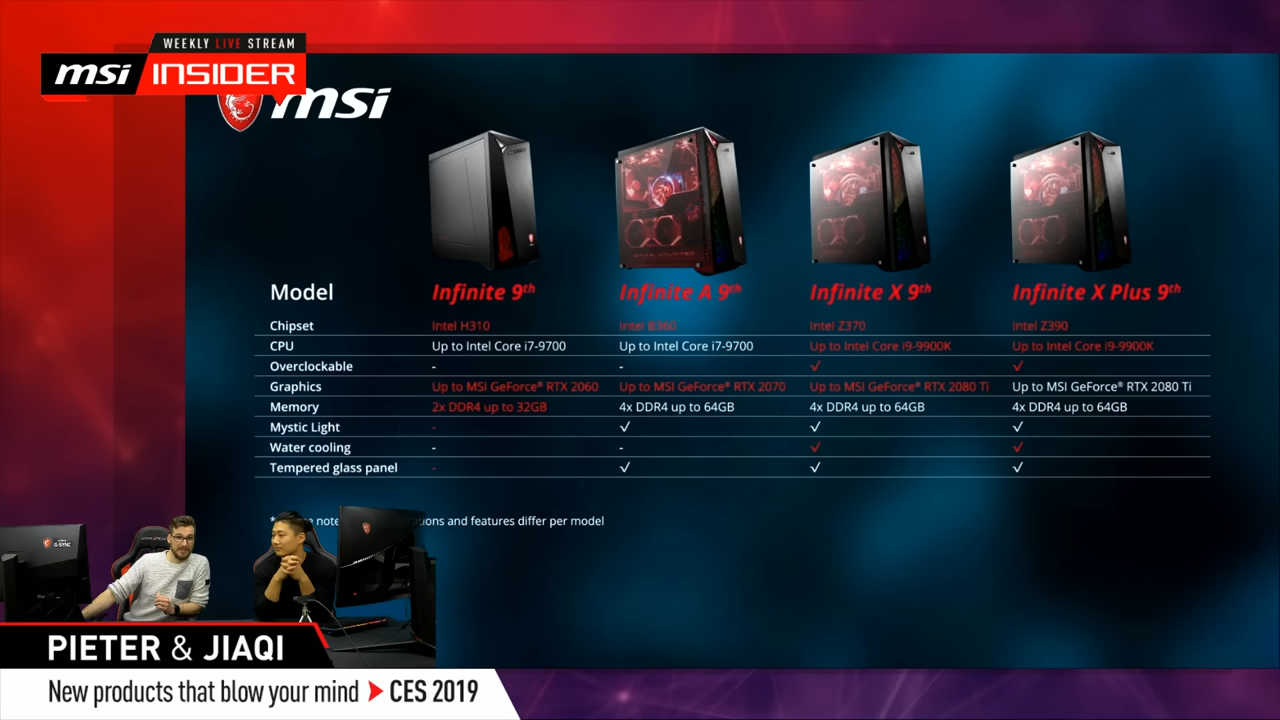 WEEKLY LIVE STREAM
msi INSIDER
msi
Model Infinite 9th Infinite A 9th Infinite X 9th Infinite X Plus 9th
Chipset Intel H310 Intel B360 Intel Z370 Intel Z390
CPU Up to Intel Core i7-9700 Up to Intel Core i7-9700 Up to Intel Core i9-9900K Up to Intel Core i9-9900K
Overclockable - - ✓ ✓
Graphics Up to MSI GeForce® RTX 2060 Up to MSI GeForce® RTX 2070 Up to MSI GeForce® RTX 2080 Ti Up to MSI GeForce® RTX 2080 Ti
Memory 2x DDR4 up to 32GB 4x DDR4 up to 64GB 4x DDR4 up to 64GB 4x DDR4 up to 64GB
Mystic Light - ✓ ✓ ✓
Water cooling - - ✓ ✓
Tempered glass panel - ✓ ✓ ✓
and features differ per model
G-SYNC
PIETER & JIAQI
New products that blow your mind CES 2019